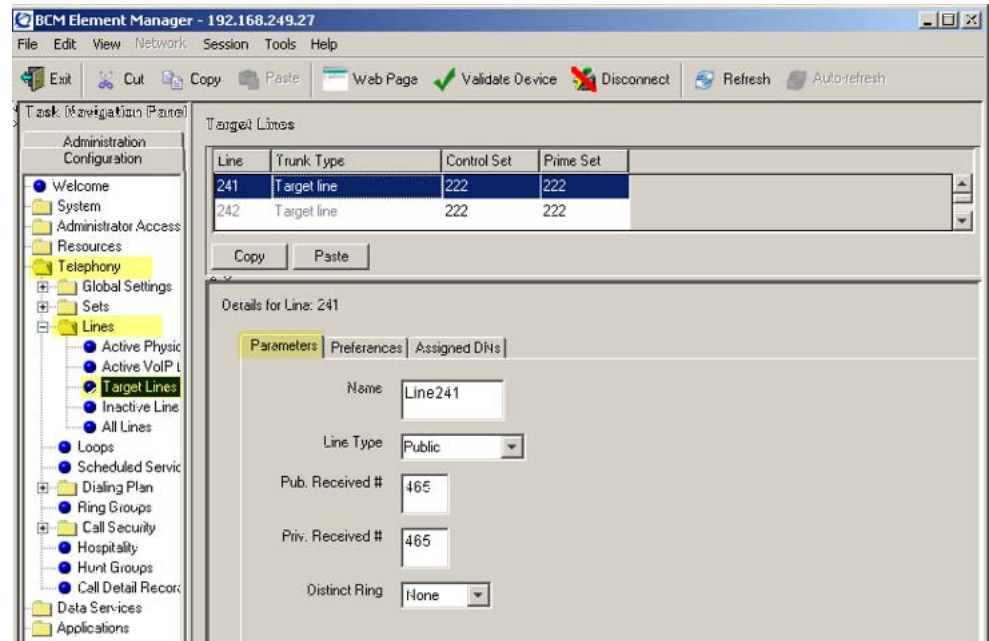 BCM Element Manager - 192.168.249.27
File Edit View Network Session Tools Help
Exit Cut Copy Paste Web Page Validate Device Disconnect Refresh Auto-refresh
Task Navigation Panel
Administration
Configuration
Welcome
System
Administrator Access
Resources
Telephony
Global Settings
Sets
Lines
Active Physic
Active VoIP L
Target Lines
Inactive Line
All Lines
Loops
Scheduled Servic
Dialing Plan
Ring Groups
Call Security
Hospitality
Hunt Groups
Call Detail Recor
Data Services
Applications
Target Lines
Line Trunk Type Control Set Prime Set
241 Target line 222 222
242 Target line 222 222
Copy Paste
Details for Line: 241
Parameters Preferences Assigned DNs
Name Line241
Line Type Public
Pub. Received # 465
Priv. Received # 465
Distinct Ring None